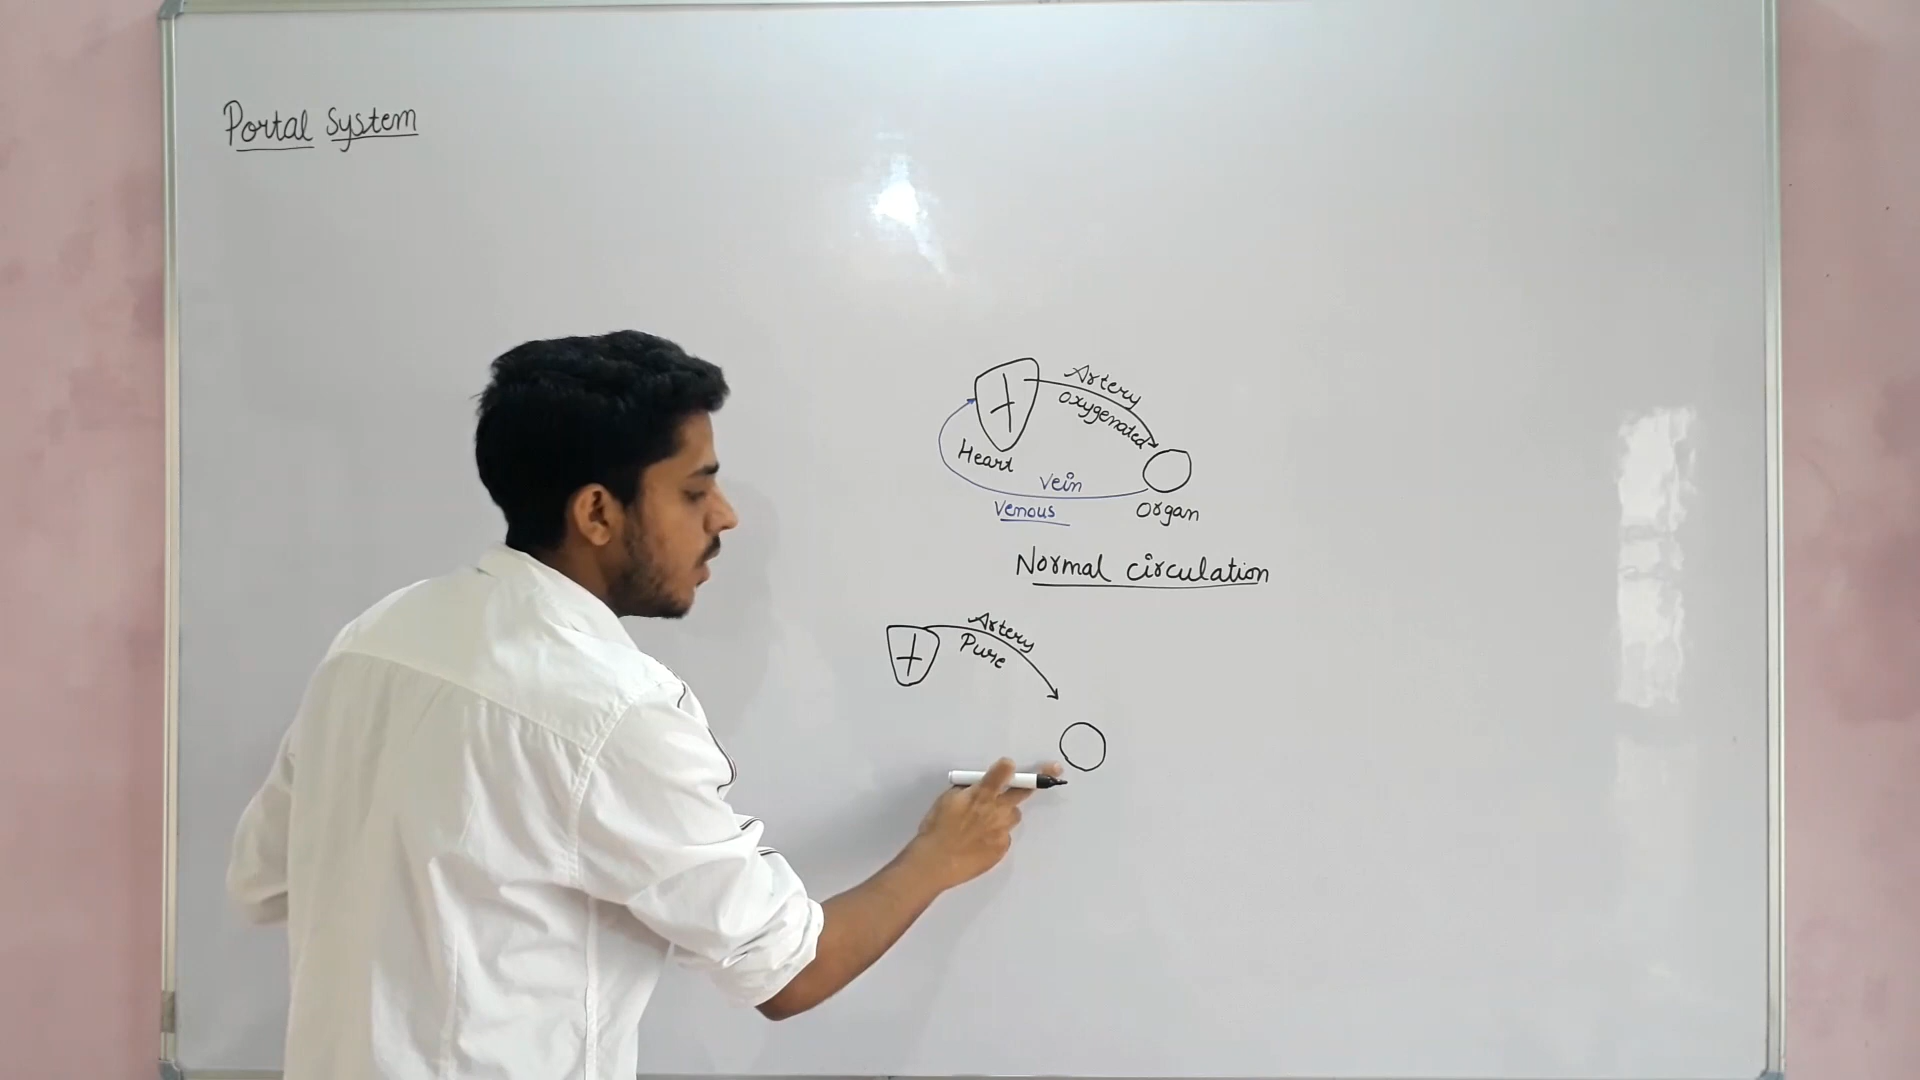 Portal System
Artery
oxygenated
Heart
vein
Venous
organ
Normal circulation
Artery
Pure